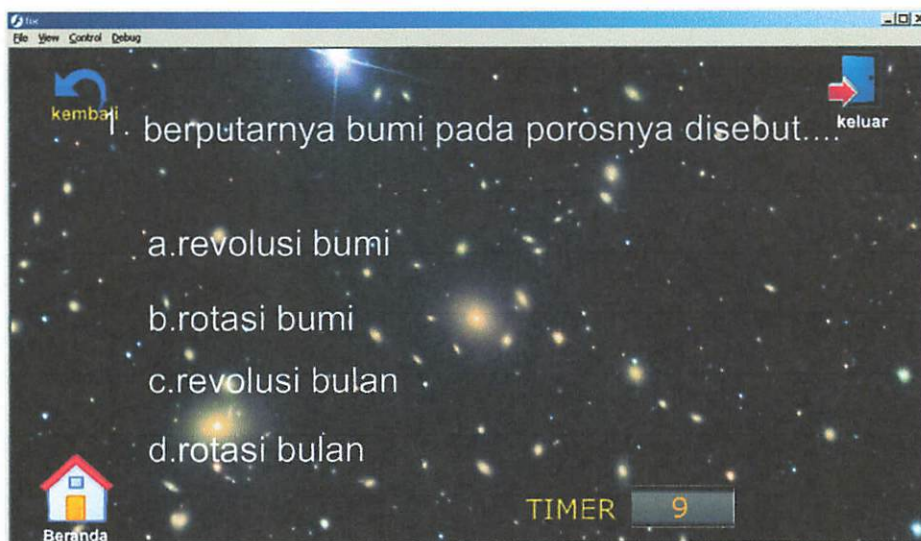 fix
File View Control Debug
kembali
keluar
1. berputarnya bumi pada porosnya disebut....
a.revolusi bumi
b.rotasi bumi
c.revolusi bulan
d.rotasi bulan
TIMER 9
Beranda